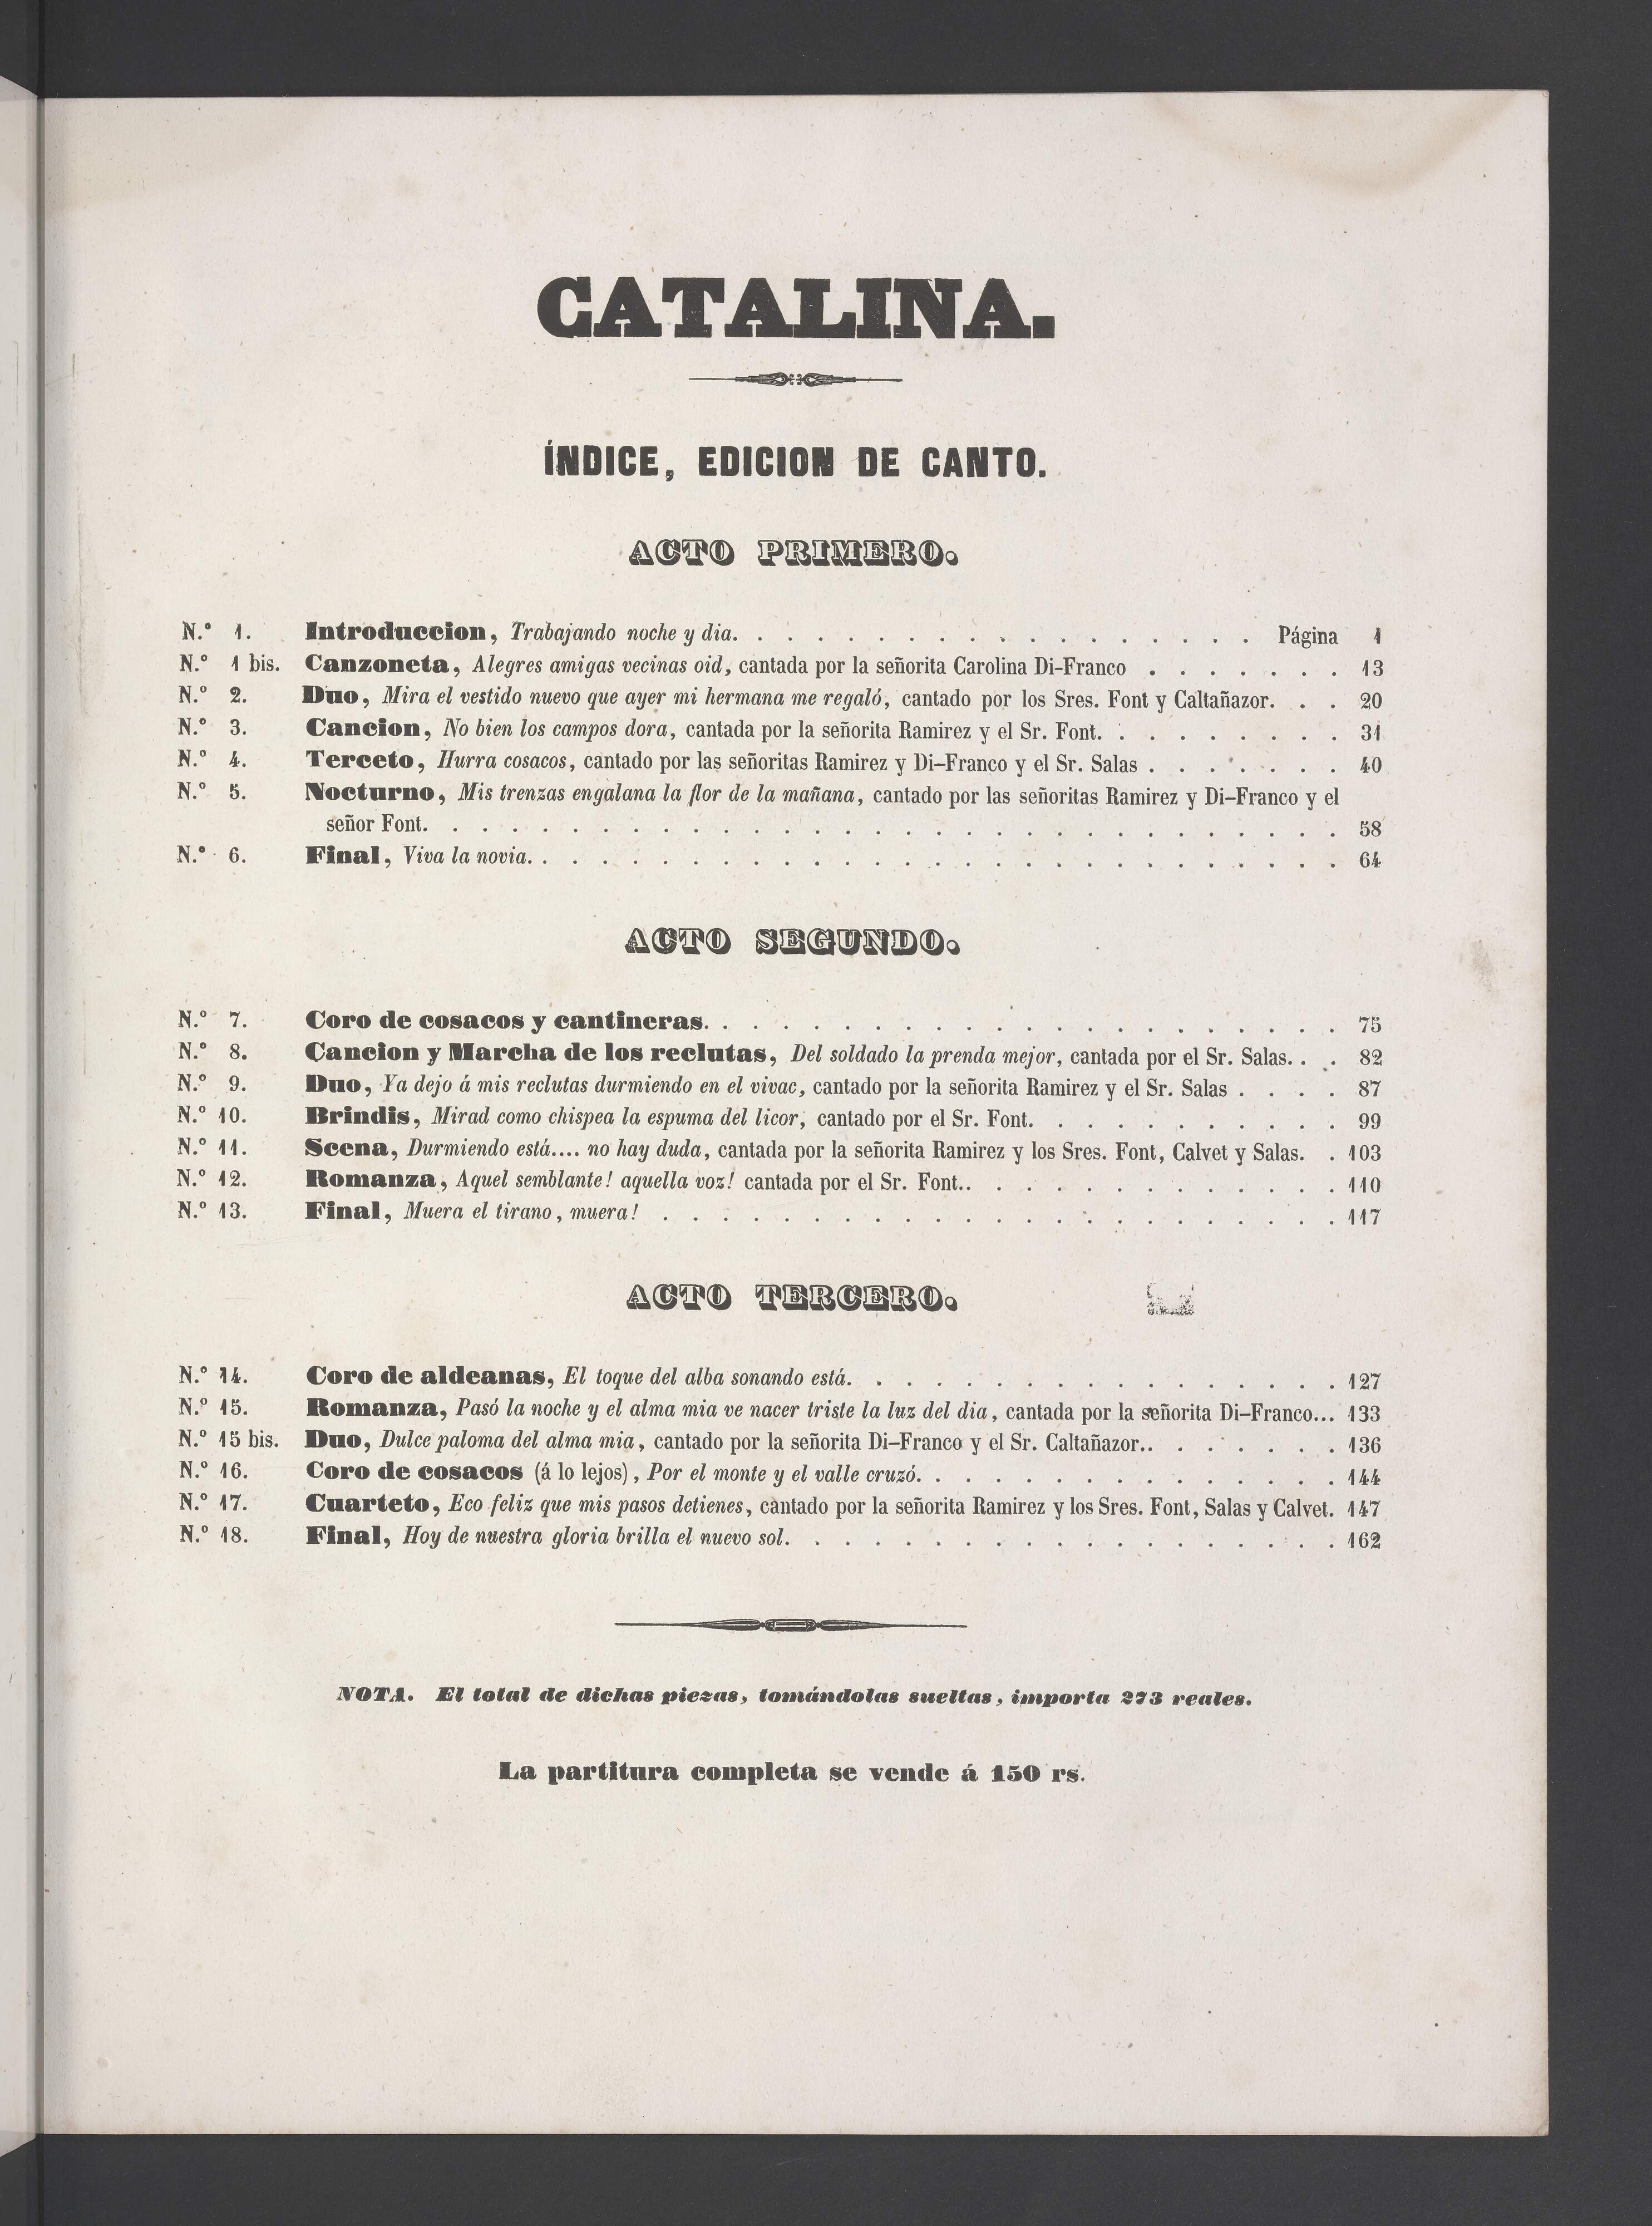 CATALINA.
ÍNDICE, EDICION DE CANTO.
ACTO PRIMERO.
N.º 1. Introduccion, Trabajando noche y dia. . . . . . . . . . . . . . . . . . Página 1
N.º 1 bis. Canzoneta, Alegres amigas vecinas oid, cantada por la señorita Carolina Di-Franco . . . . . . . 13
N.º 2. Duo, Mira el vestido nuevo que ayer mi hermana me regaló, cantado por los Sres. Font y Caltañazor. . . 20
N.º 3. Cancion, No bien los campos dora, cantada por la señorita Ramirez y el Sr. Font. . . . . . . . . 31
N.º 4. Terceto, Hurra cosacos, cantado por las señoritas Ramirez y Di-Franco y el Sr. Salas . . . . . . . 40
N.º 5. Nocturno, Mis trenzas engalana la flor de la mañana, cantado por las señoritas Ramirez y Di-Franco y el
señor Font. . . . . . . . . . . . . . . . . . . . . . . . . . . . . . . 58
N.º 6. Final, Viva la novia. . . . . . . . . . . . . . . . . . . . . . . . . . . . 64
ACTO SEGUNDO.
N.º 7. Coro de cosacos y cantineras. . . . . . . . . . . . . . . . . . . . . . 75
N.º 8. Cancion y Marcha de los reclutas, Del soldado la prenda mejor, cantada por el Sr. Salas. . . 82
N.º 9. Duo, Ya dejo á mis reclutas durmiendo en el vivac, cantado por la señorita Ramirez y el Sr. Salas . . . . 87
N.º 10. Brindis, Mirad como chispea la espuma del licor, cantado por el Sr. Font. . . . . . . . . . . 99
N.º 11. Scena, Durmiendo está.... no hay duda, cantada por la señorita Ramirez y los Sres. Font, Calvet y Salas. . 103
N.º 12. Romanza, Aquel semblante! aquella voz! cantada por el Sr. Font.. . . . . . . . . . . . . 110
N.º 13. Final, Muera el tirano, muera! . . . . . . . . . . . . . . . . . . . . . . . 117
ACTO TERCERO.
N.º 14. Coro de aldeanas, El toque del alba sonando está. . . . . . . . . . . . . . . . . 127
N.º 15. Romanza, Pasó la noche y el alma mia ve nacer triste la luz del dia, cantada por la señorita Di-Franco... 133
N.º 15 bis. Duo, Dulce paloma del alma mia, cantado por la señorita Di-Franco y el Sr. Caltañazor.. . . . . . . 136
N.º 16. Coro de cosacos (á lo lejos), Por el monte y el valle cruzó. . . . . . . . . . . . . . . 144
N.º 17. Cuarteto, Eco feliz que mis pasos detienes, cantado por la señorita Ramirez y los Sres. Font, Salas y Calvet. 147
N.º 18. Final, Hoy de nuestra gloria brilla el nuevo sol. . . . . . . . . . . . . . . . . . . 162
NOTA. El total de dichas piezas, tomándolas sueltas, importa 273 reales.
La partitura completa se vende á 150 rs.